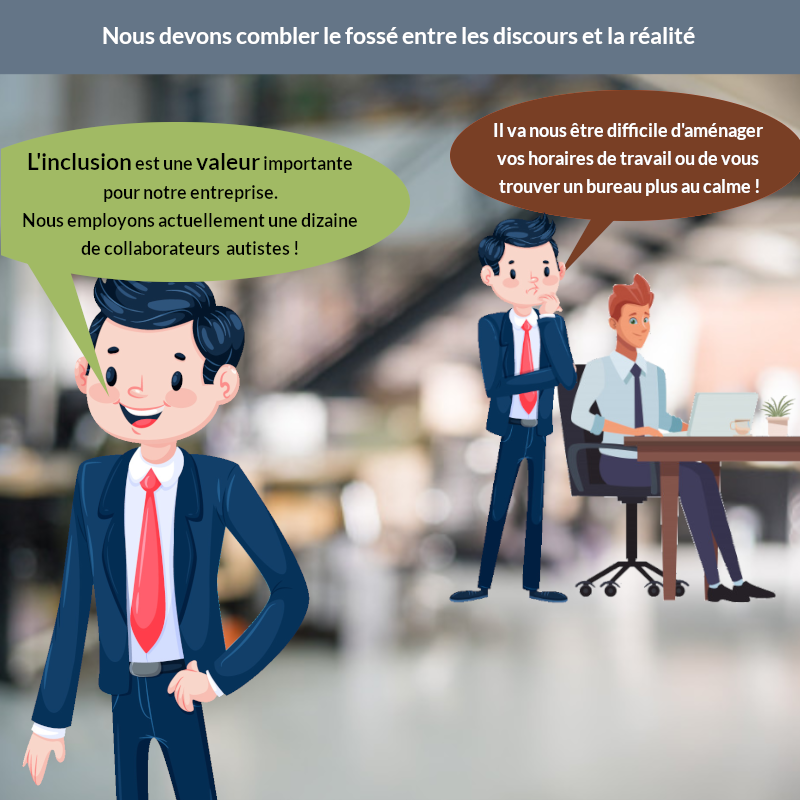 Nous devons combler le fossé entre les discours et la réalité
L'inclusion est une valeur importante
pour notre entreprise.
Nous employons actuellement une dizaine
de collaborateurs autistes !
Il va nous être difficile d'aménager
vos horaires de travail ou de vous
trouver un bureau plus au calme !